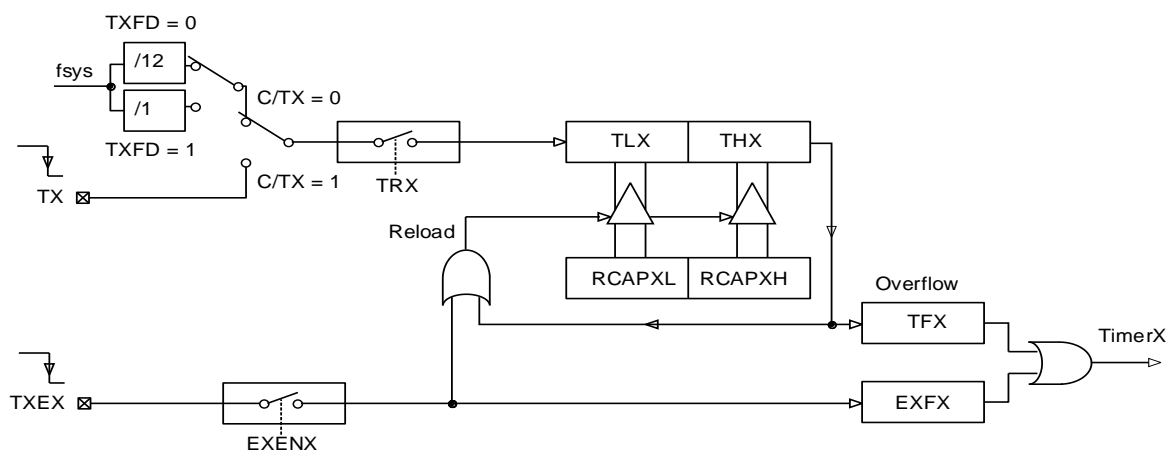 TXFD = 0
/12
fsys
/1
TXFD = 1
C/TX = 0
C/TX = 1
TX
TRX
TLX
THX
Reload
RCAPXL
RCAPXH
Overflow
TFX
TimerX
TXEX
EXENX
EXFX